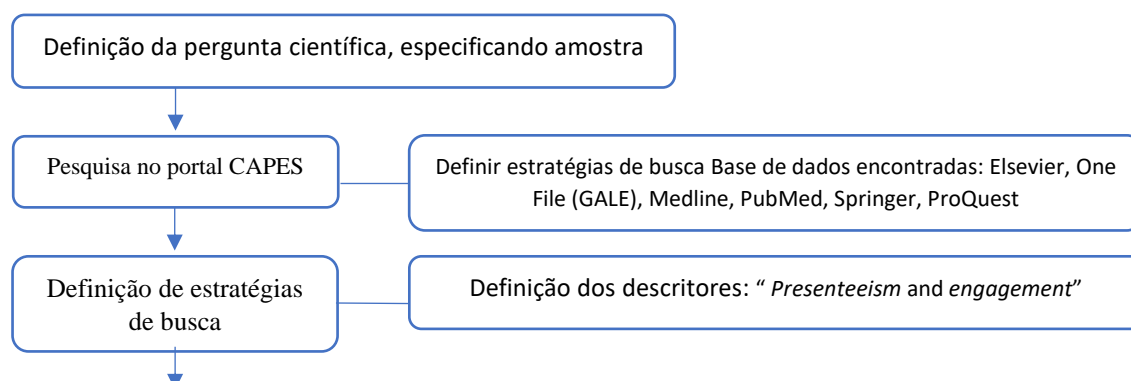 Definição da pergunta científica, especificando amostra
Pesquisa no portal CAPES
Definir estratégias de busca Base de dados encontradas: Elsevier, One
File (GALE), Medline, PubMed, Springer, ProQuest
Definição de estratégias
de busca
Definição dos descritores: “ Presenteeism and engagement”